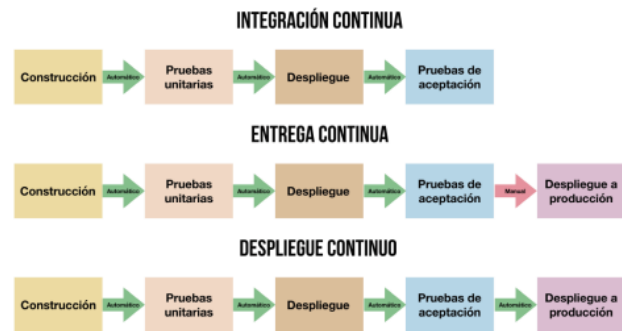 INTEGRACIÓN CONTINUA
Construcción
Automático
Pruebas
unitarias
Automático
Despliegue
Automático
Pruebas de
aceptación
ENTREGA CONTINUA
Construcción
Automático
Pruebas
unitarias
Automático
Despliegue
Automático
Pruebas de
aceptación
Manual
Despliegue a
producción
DESPLIEGUE CONTINUO
Construcción
Automático
Pruebas
unitarias
Automático
Despliegue
Automático
Pruebas de
aceptación
Automático
Despliegue a
producción